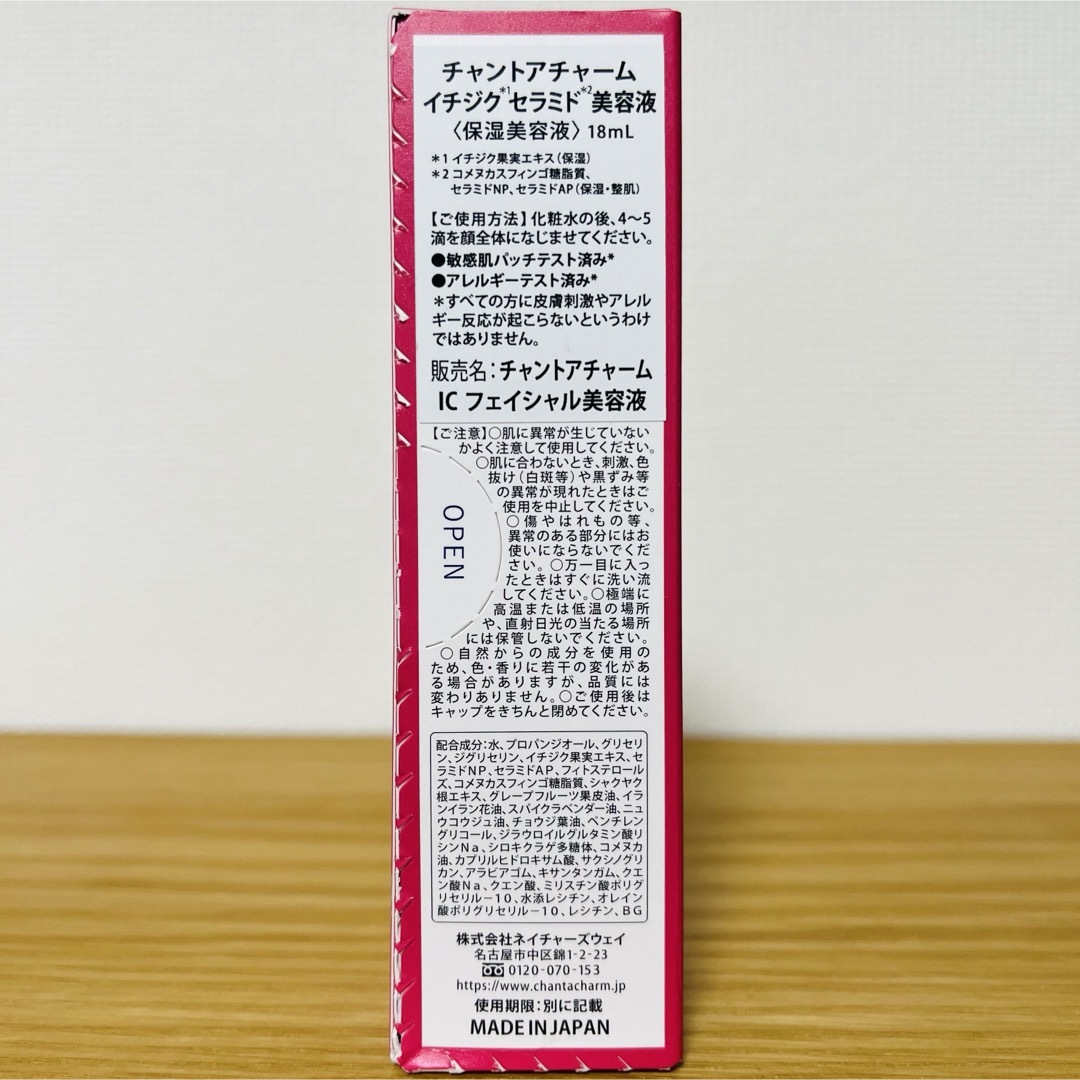 チャントアチャーム
イチジク*1セラミド*2美容液
〈保湿美容液〉18mL
*1 イチジク果実エキス(保湿)
*2 コメヌカスフィンゴ糖脂質、
セラミドNP、セラミドAP(保湿・整肌)
【ご使用方法】化粧水の後、4〜5
滴を顔全体になじませてください。
●敏感肌パッチテスト済み*
●アレルギーテスト済み*
*すべての方に皮膚刺激やアレル
ギー反応が起こらないというわけ
ではありません。
販売名:チャントアチャーム
IC フェイシャル美容液
【ご注意】○肌に異常が生じていない
かよく注意して使用してください。
○肌に合わないとき、刺激、色
抜け(白斑等)や黒ずみ等
の異常が現れたときはご
使用を中止してください。
○傷やはれもの等、
異常のある部分にはお
使いにならないでくだ
さい。○万一目に入っ
たときはすぐに洗い流
してください。○極端に
高温または低温の場所
や、直射日光の当たる場所
には保管しないでください。
○自然からの成分を使用の
ため、色・香りに若干の変化があ
る場合がありますが、品質には
変わりありません。○ご使用後は
キャップをきちんと閉めてください。
OPEN
配合成分:水、プロパンジオール、グリセリ
ン、ジグリセリン、イチジク果実エキス、セ
ラミドNP、セラミドAP、フィトステロール
ズ、コメヌカスフィンゴ糖脂質、シャクヤク
根エキス、グレープフルーツ果皮油、イラ
ンイラン花油、スパイクラベンダー油、ニュ
ウコウジュ油、チョウジ葉油、ペンチレン
グリコール、ジラウロイルグルタミン酸リ
シンNa、シロキクラゲ多糖体、コメヌカ
油、カプリルヒドロキサム酸、サクシノグリ
カン、アラビアゴム、キサンタンガム、クエ
ン酸Na、クエン酸、ミリスチン酸ポリグ
リセリル-10、水添レシチン、オレイン
酸ポリグリセリル-10、レシチン、BG
株式会社ネイチャーズウェイ
名古屋市中区錦1-2-23
0120-070-153
https://www.chantacharm.jp
使用期限:別に記載
MADE IN JAPAN